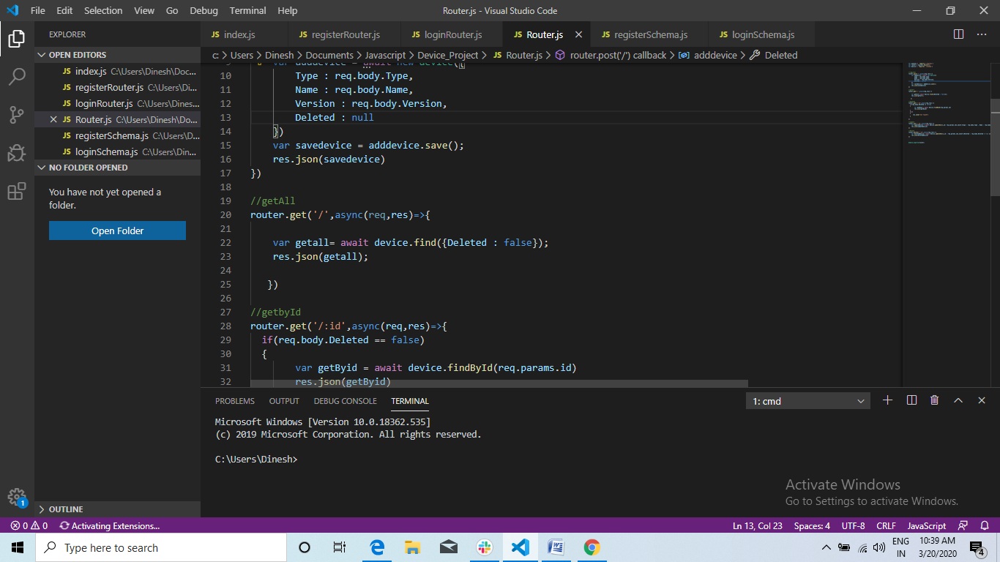 File Edit Selection View Go Debug Terminal Help
Router.js - Visual Studio Code
EXPLORER
OPEN EDITORS
JS index.js C:\Users\Dinesh\Doc...
JS registerRouter.js C:\Users\Di...
JS loginRouter.js C:\Users\Dines...
JS Router.js C:\Users\Dinesh\Do...
JS registerSchema.js C:\Users\D...
JS loginSchema.js C:\Users\Din...
NO FOLDER OPENED
You have not yet opened a
folder.
Open Folder
OUTLINE
JS index.js JS registerRouter.js JS loginRouter.js JS Router.js JS registerSchema.js JS loginSchema.js
c: > Users > Dinesh > Documents > Javascript > Device_Project > JS Router.js > router.post('/') callback > adddevice > Deleted
9 var adddevice = await new device({
10 Type : req.body.Type,
11 Name : req.body.Name,
12 Version : req.body.Version,
13 Deleted : null
14 })
15 var savedevice = adddevice.save();
16 res.json(savedevice)
17 })
18
19 //getAll
20 router.get('/',async(req,res)=>{
21
22 var getall= await device.find({Deleted : false});
23 res.json(getall);
24
25 })
26
27 //getbyId
28 router.get('/:id',async(req,res)=>{
29 if(req.body.Deleted == false)
30 {
31 var getByid = await device.findById(req.params.id)
32 res.json(getByid)
PROBLEMS OUTPUT DEBUG CONSOLE TERMINAL
1: cmd
Microsoft Windows [Version 10.0.18362.535]
(c) 2019 Microsoft Corporation. All rights reserved.
C:\Users\Dinesh>
Activate Windows
Go to Settings to activate Windows.
1
0 0 Activating Extensions...
Ln 13, Col 23 Spaces: 4 UTF-8 CRLF JavaScript
Type here to search
ENG
IN
10:39 AM
3/20/2020
4